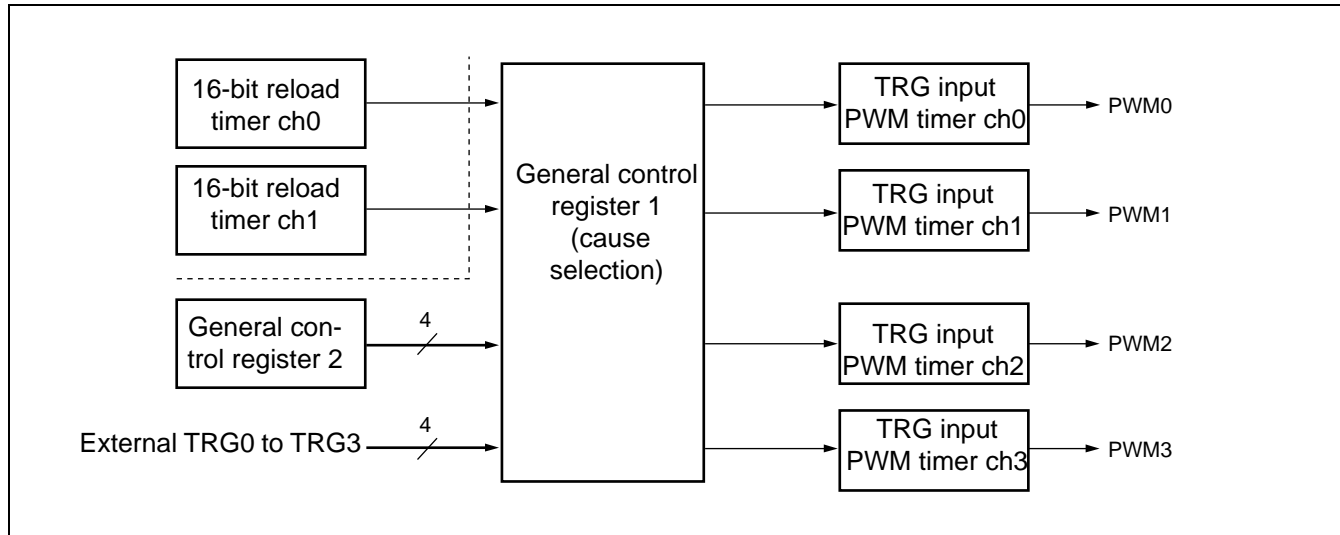 16-bit reload
timer ch0
16-bit reload
timer ch1
General con-
trol register 2
4
External TRG0 to TRG3
4
General control
register 1
(cause
selection)
TRG input
PWM timer ch0
PWM0
TRG input
PWM timer ch1
PWM1
TRG input
PWM timer ch2
PWM2
TRG input
PWM timer ch3
PWM3